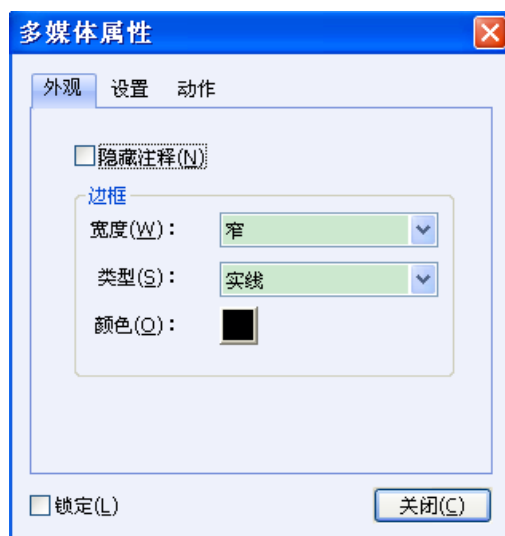 多媒体属性
外观 设置 动作
隐藏注释(N)
边框
宽度(W)： 窄
类型(S)： 实线
颜色(O)：
锁定(L) 关闭(C)